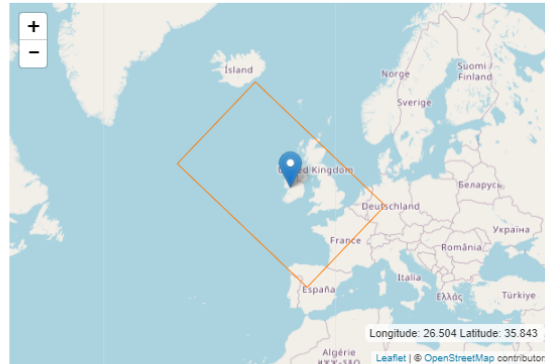 +
−
Ísland
Norge
Suomi
Finland
Sverige
United Kingdom
Беларусь
Deutschland
Україна
France
România
Italia
España
Ελλάς
Türkiye
Longitude: 26.504 Latitude: 35.843
Algérie
Leaflet | © OpenStreetMap contributor